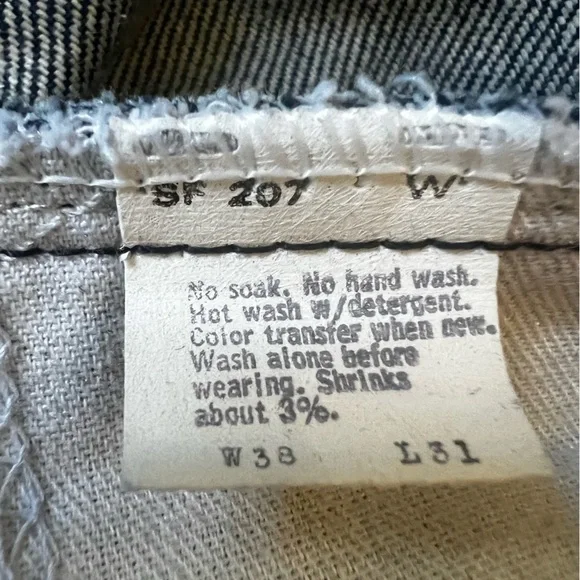 SF 207 W
No soak. No hand wash.
Hot wash w/detergent.
Color transfer when new.
Wash alone before
wearing. Shrinks
about 3%.
W38 L31